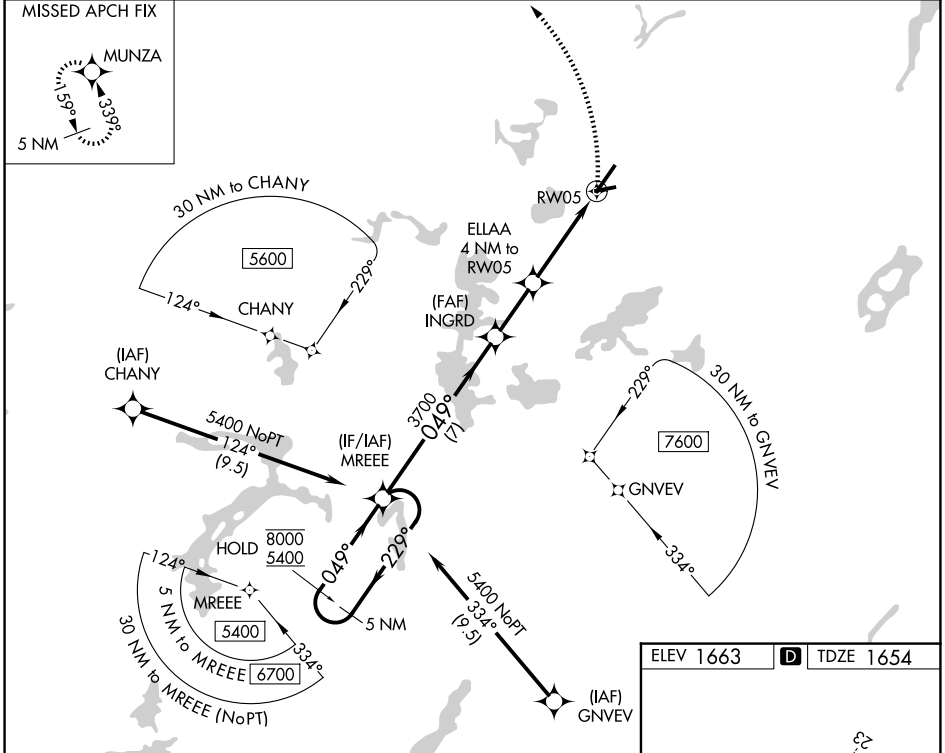 MISSED APCH FIX
MUNZA
159°
339°
5 NM
30 NM to CHANY
5600
229°
124°
CHANY
RW05
ELLAA
4 NM to
RW05
(FAF)
INGRD
(IAF)
CHANY
5400 NoPT
124°
(9.5)
3700
049°
(7)
(IF/IAF)
MREEE
229°
30 NM to GNVEV
7600
GNVEV
334°
HOLD
8000
5400
049°
229°
5 NM
124°
MREEE
5400
334°
5 NM to MREEE
6700
30 NM to MREEE (NoPT)
5400 NoPT
334°
(9.5)
(IAF)
GNVEV
ELEV 1663
D
TDZE 1654
23